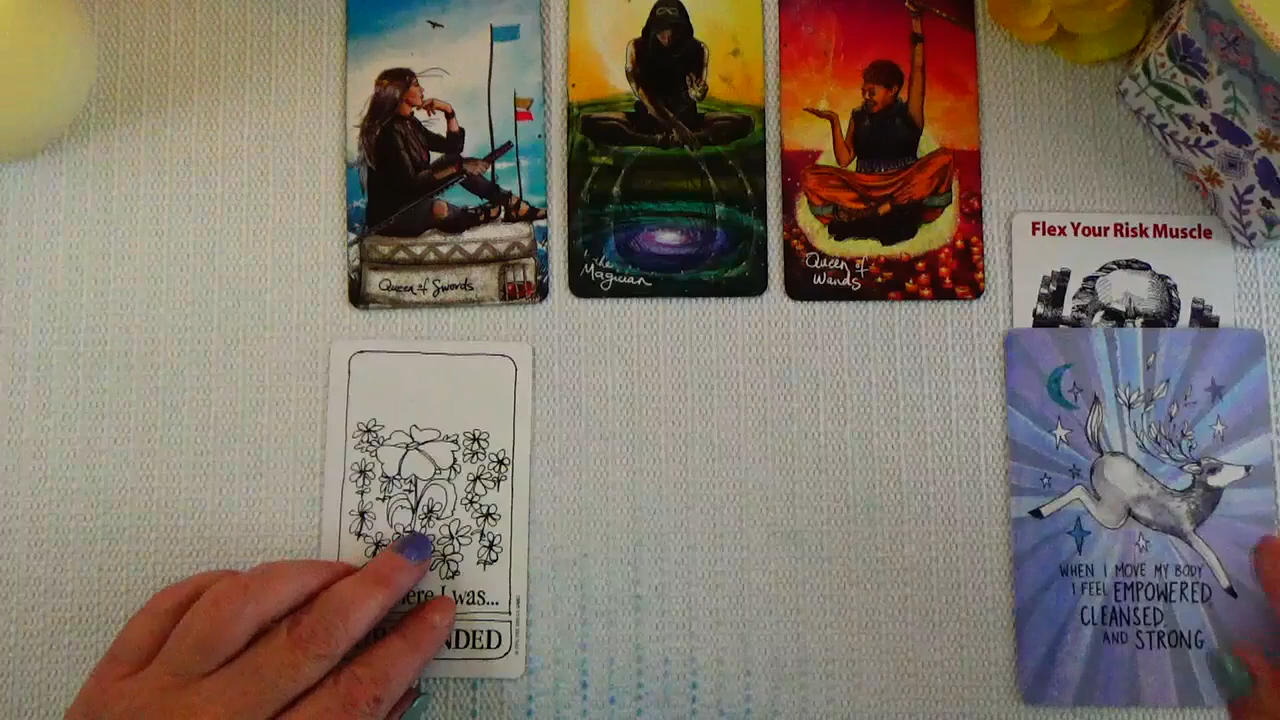 Queen of Swords
the
Magician
Queen of
Wands
Flex Your Risk Muscle
I was...
WHEN I MOVE MY BODY
I FEEL EMPOWERED
CLEANSED
AND STRONG